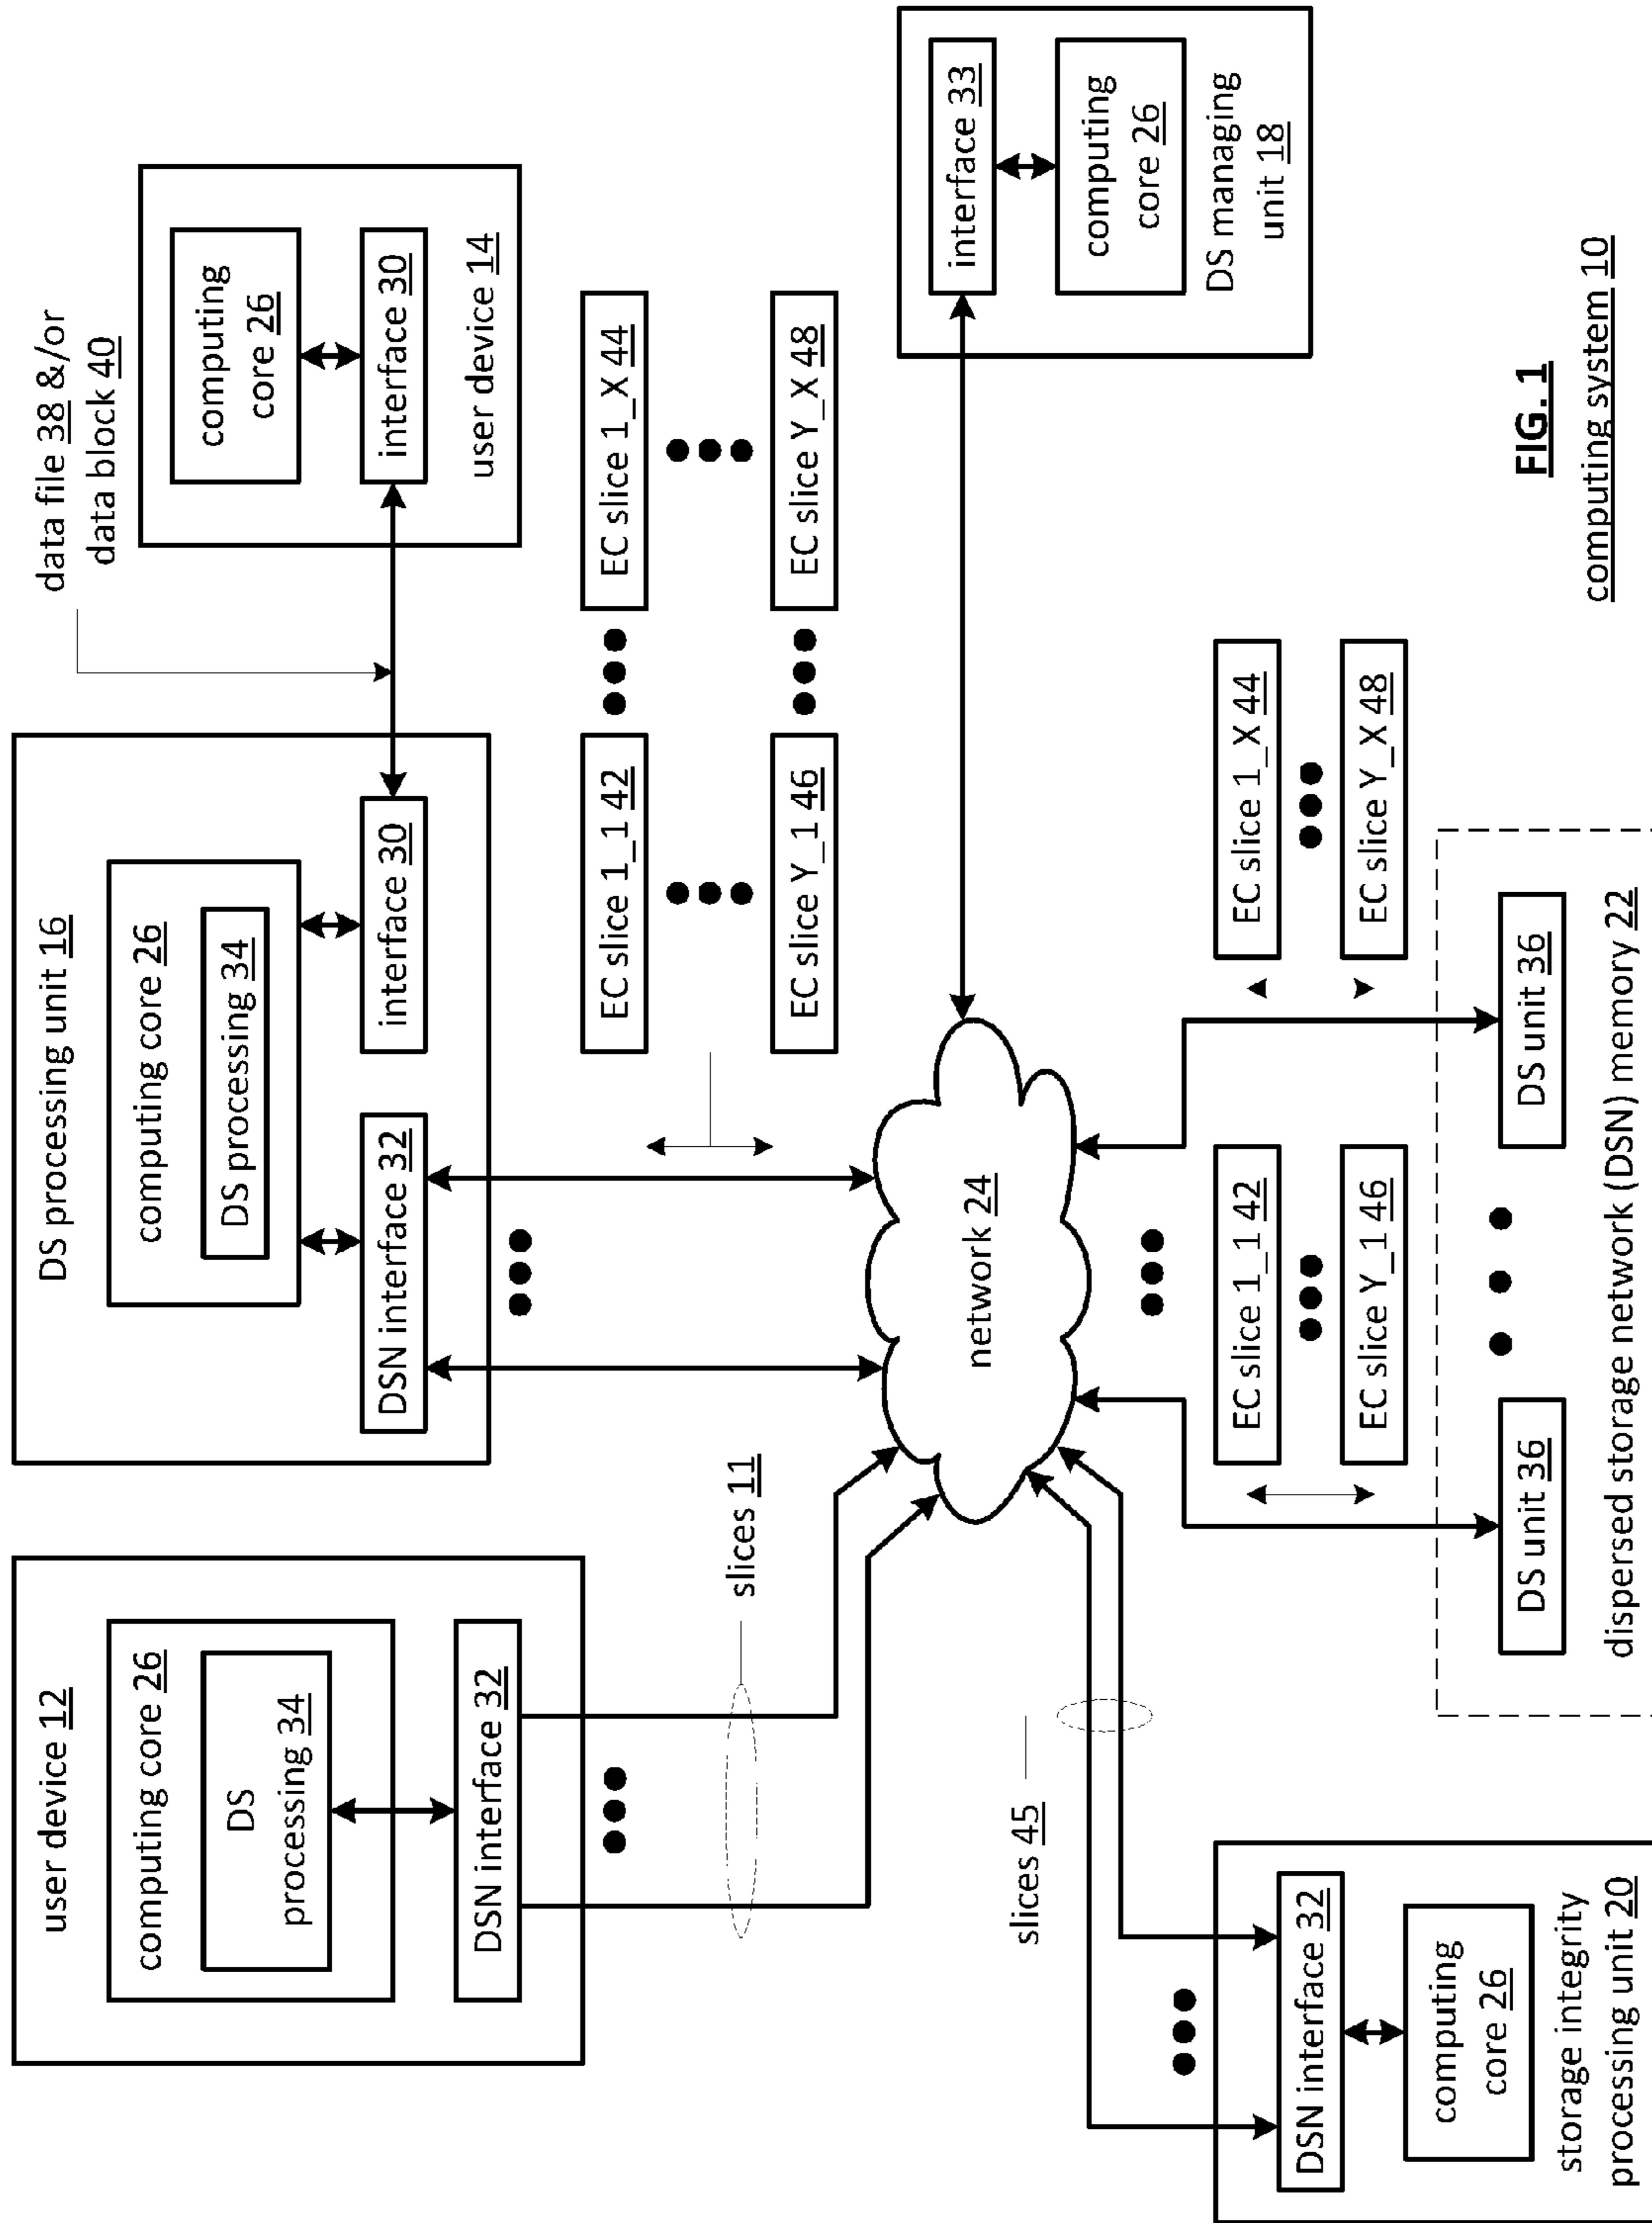 user device 12
computing core 26
DS
processing 34
DSN interface 32
slices 11
DS processing unit 16
computing core 26
DS processing 34
DSN interface 32
interface 30
data file 38 &/or
data block 40
computing
core 26
interface 30
user device 14
EC slice 1_1 42
EC slice 1_X 44
EC slice Y_1 46
EC slice Y_X 48
network 24
interface 33
computing
core 26
DS managing
unit 18
slices 45
DSN interface 32
computing
core 26
storage integrity
processing unit 20
EC slice 1_1 42
EC slice Y_1 46
EC slice 1_X 44
EC slice Y_X 48
DS unit 36
DS unit 36
dispersed storage network (DSN) memory 22
FIG. 1
computing system 10